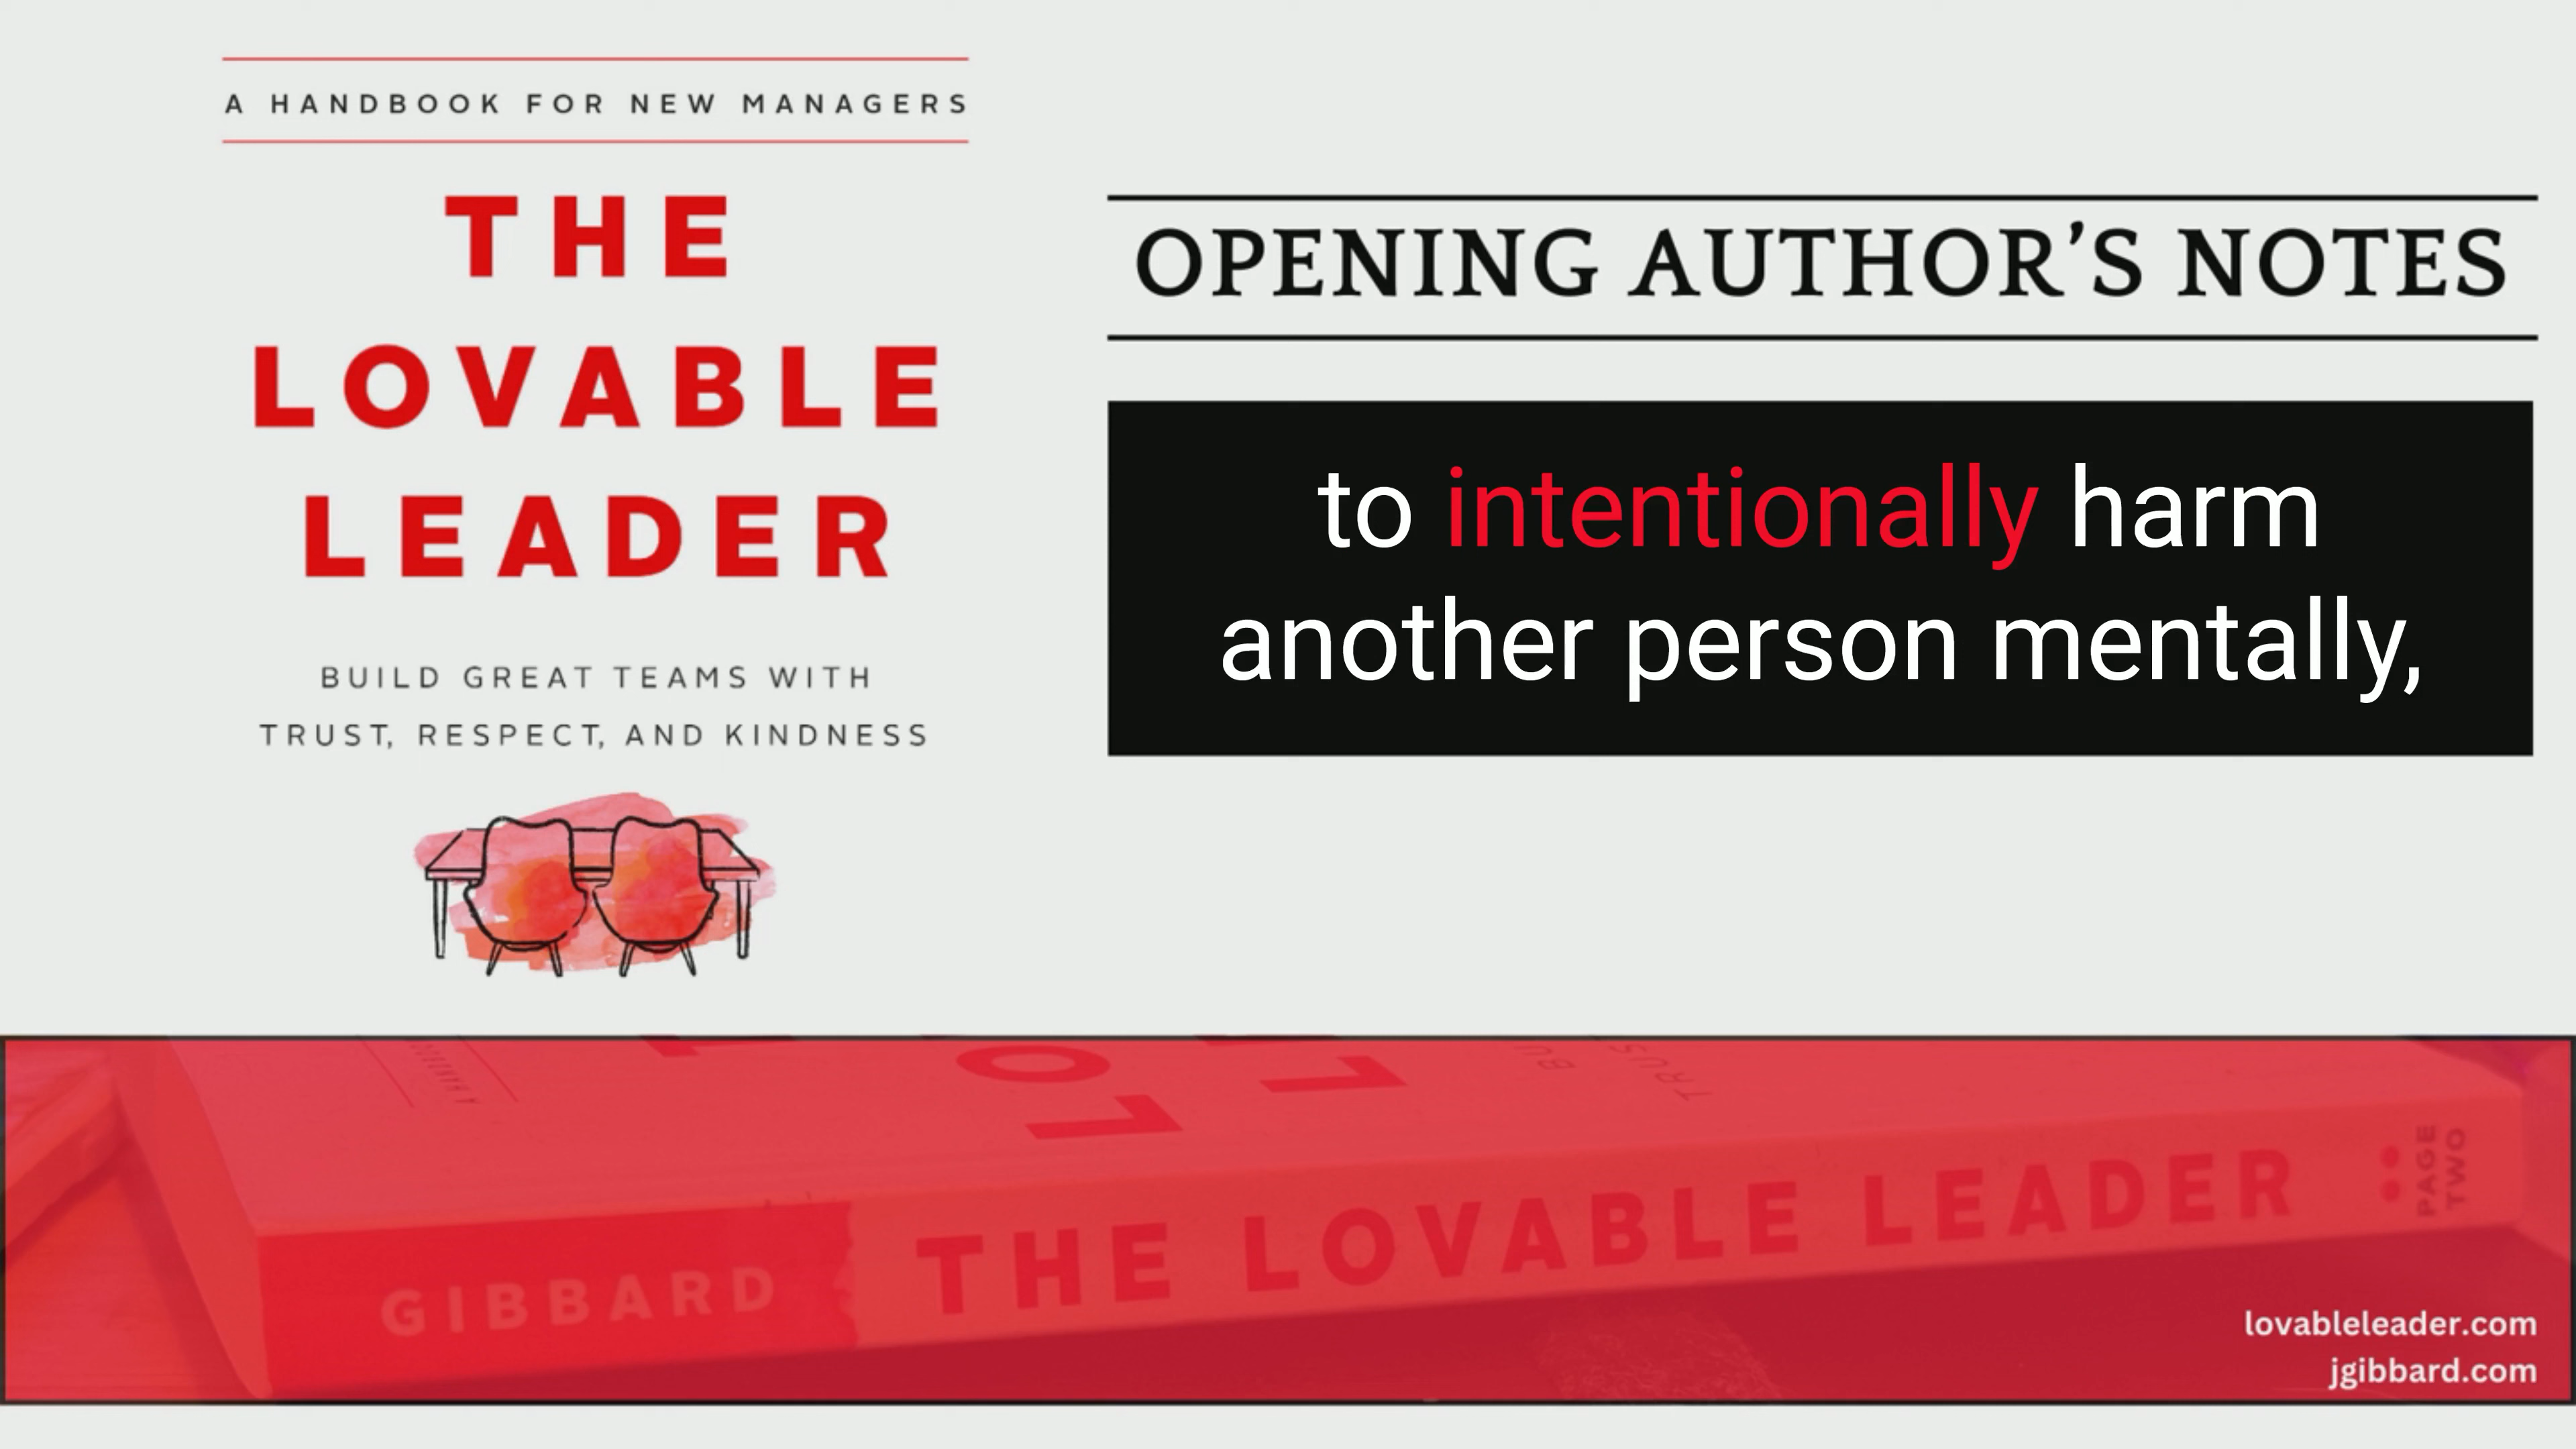 A HANDBOOK FOR NEW MANAGERS
THE
LOVABLE
LEADER
BUILD GREAT TEAMS WITH
TRUST, RESPECT, AND KINDNESS
OPENING AUTHOR’S NOTES
to intentionally harm
another person mentally,
GIBBARD THE LOVABLE LEADER PAGE TWO
lovableleader.com
jgibbard.com